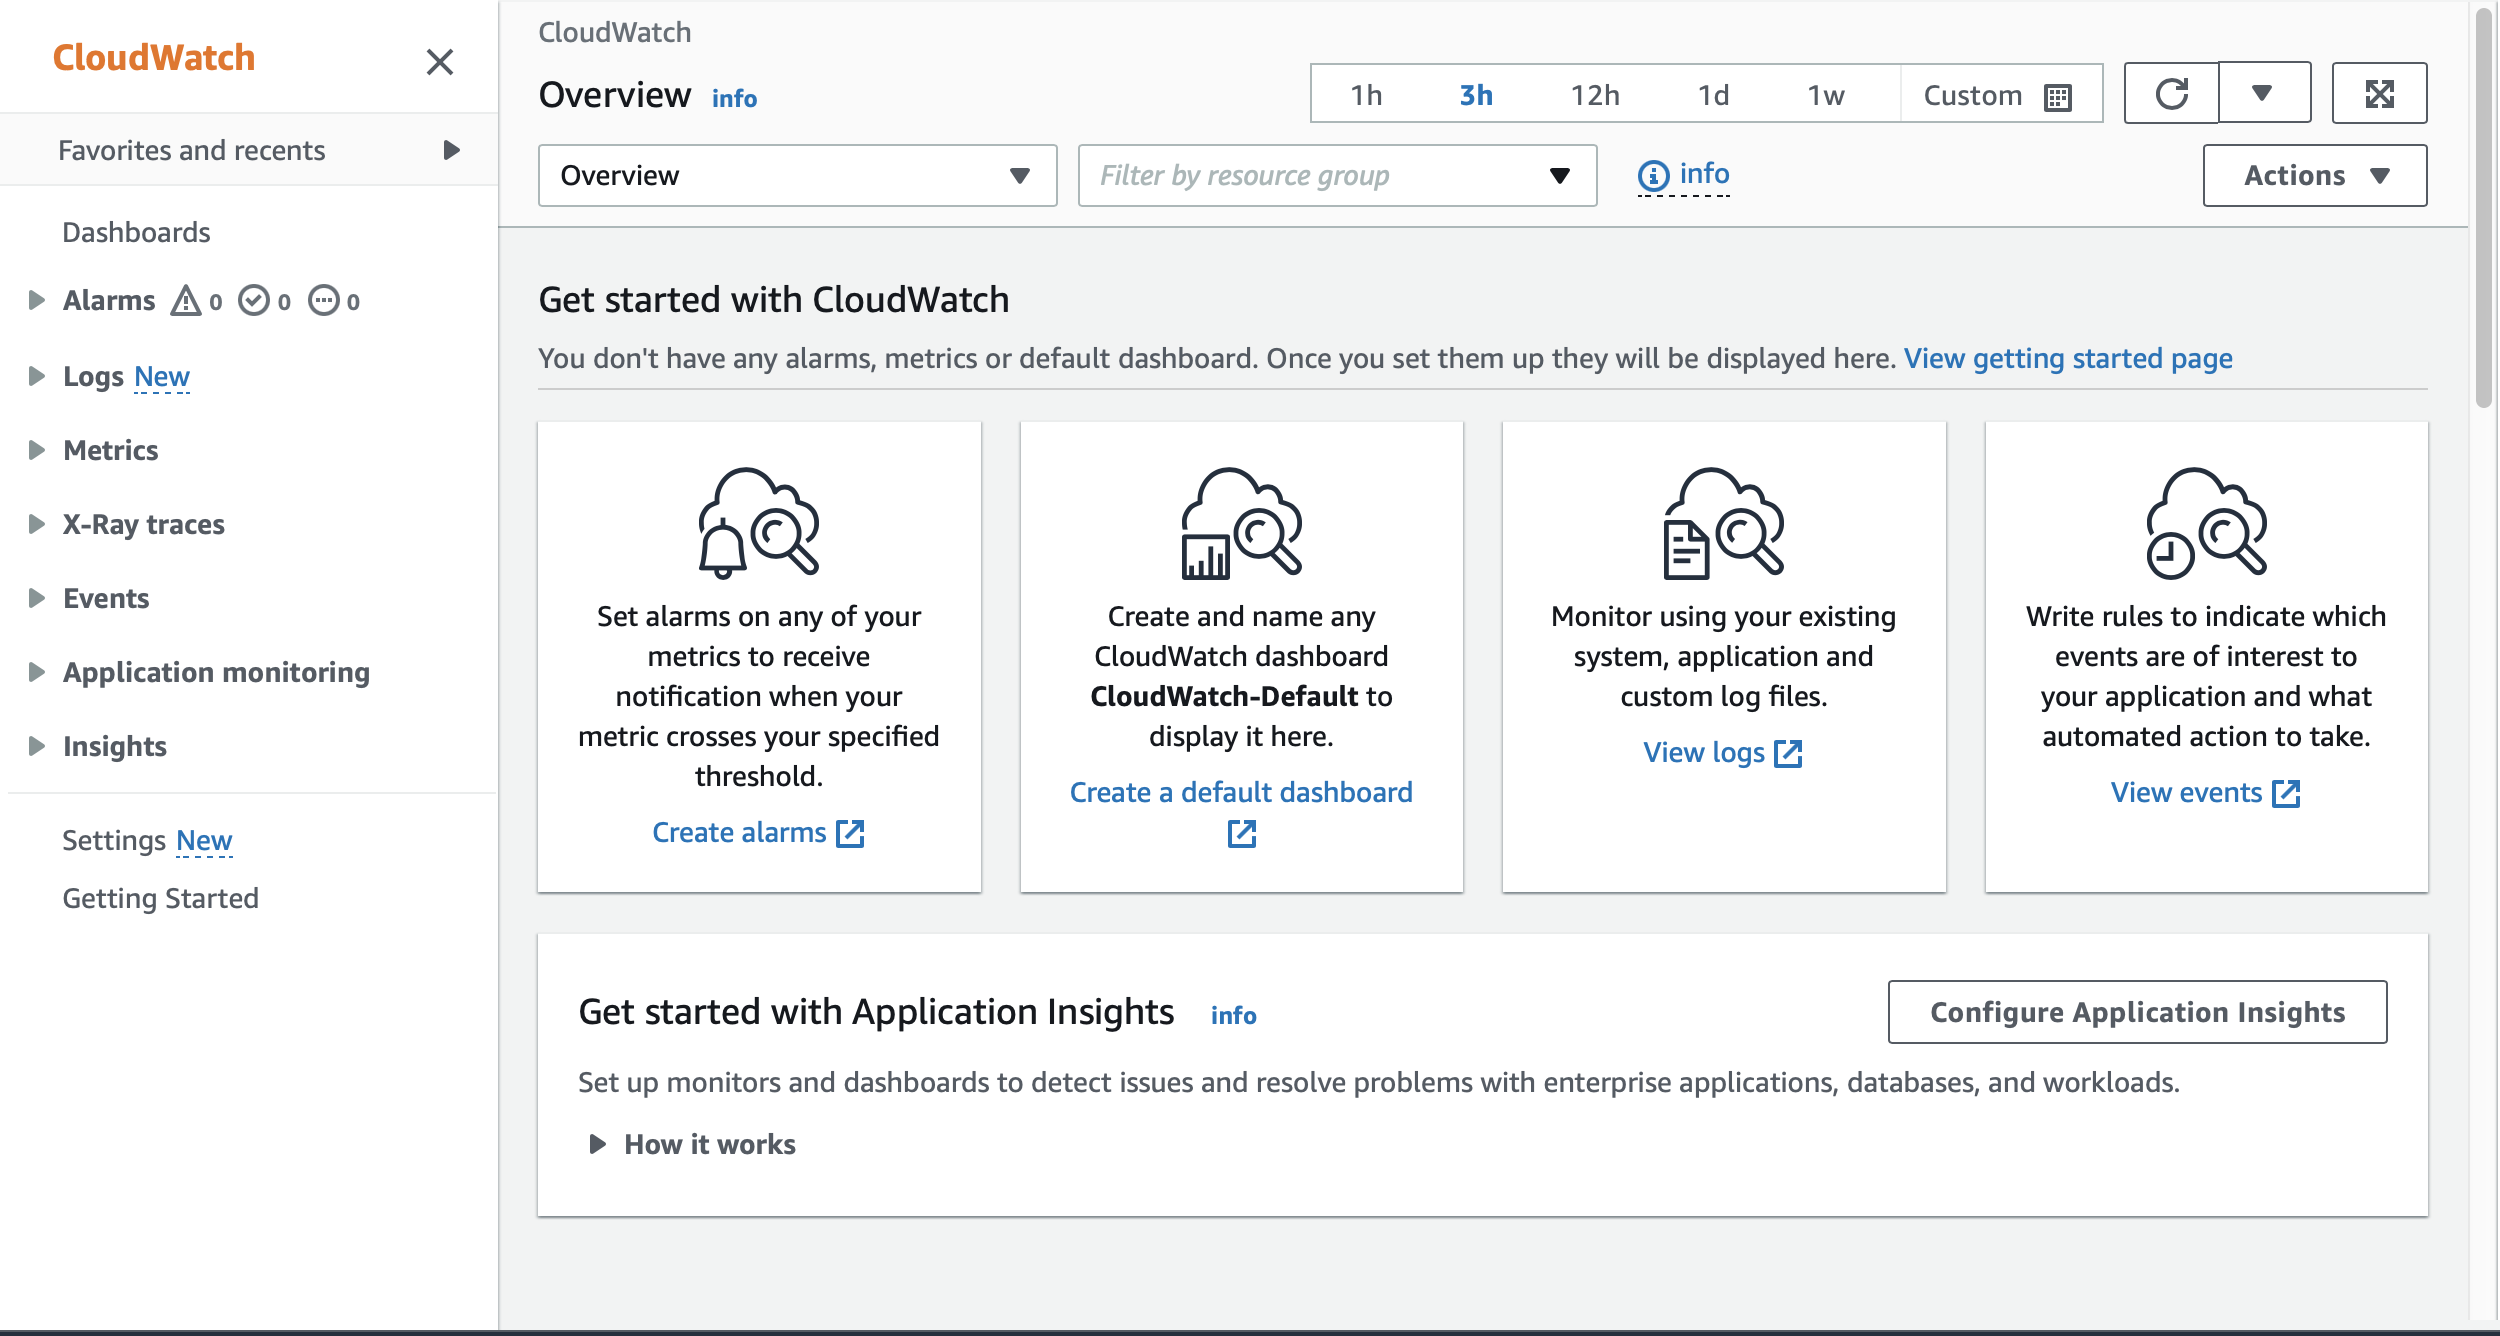 CloudWatch
Favorites and recents
Dashboards
Alarms 0 0 0
Logs New
Metrics
X-Ray traces
Events
Application monitoring
Insights
Settings New
Getting Started
CloudWatch
Overview info
1h 3h 12h 1d 1w Custom
Overview
Filter by resource group
info
Actions
Get started with CloudWatch
You don't have any alarms, metrics or default dashboard. Once you set them up they will be displayed here. View getting started page
Set alarms on any of your
metrics to receive
notification when your
metric crosses your specified
threshold.
Create alarms
Create and name any
CloudWatch dashboard
CloudWatch-Default to
display it here.
Create a default dashboard
Monitor using your existing
system, application and
custom log files.
View logs
Write rules to indicate which
events are of interest to
your application and what
automated action to take.
View events
Get started with Application Insights info
Configure Application Insights
Set up monitors and dashboards to detect issues and resolve problems with enterprise applications, databases, and workloads.
How it works